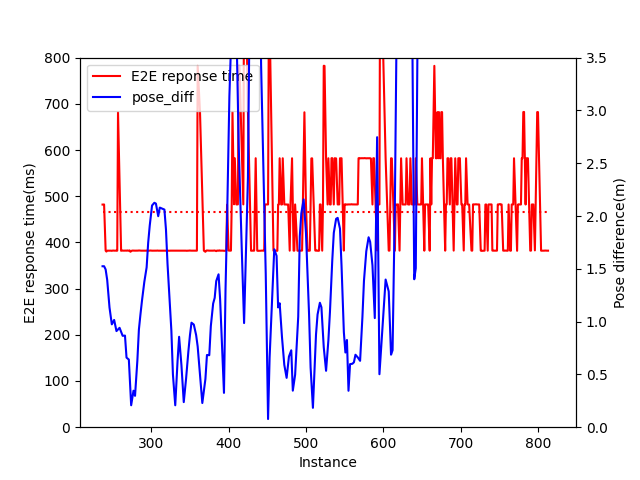 E2E reponse time
pose_diff
E2E response time(ms)
800
700
600
500
400
300
200
100
0
3.5
3.0
2.5
2.0
1.5
1.0
0.5
0.0
Pose difference(m)
300 400 500 600 700 800
Instance